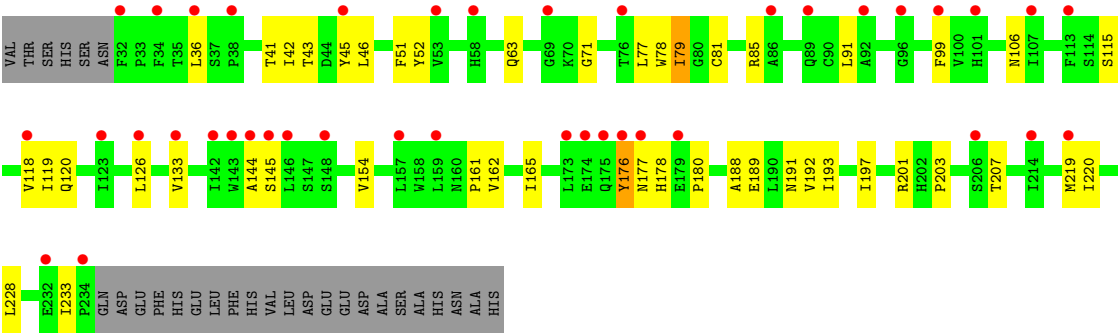 VAL THR SER HIS SER ASN F32 P33 F34 T35 L36 S37 P38 T41 I42 T43 D44 Y45 L46 F51 Y52 V53 H58 Q63 G69 K70 G71 T76 L77 W78 I79 G80 C81 R85 A86 Q89 C90 L91 A92 G96 F99 V100 H101 N106 I107 F113 S114 S115
V118 I119 Q120 I123 L126 V133 I142 W143 A144 S145 L146 S147 S148 V154 L157 W158 L159 N160 P161 V162 I165 L173 E174 Q175 Y176 N177 H178 E179 P180 A188 E189 L190 N191 V192 I193 I197 R201 H202 P203 S206 T207 I214 M219 I220
L228 E232 I233 P234 GLN ASP GLU PHE HIS GLU LEU PHE HIS VAL LEU ASP GLU GLU ASP ALA SER ALA HIS ASN ALA HIS